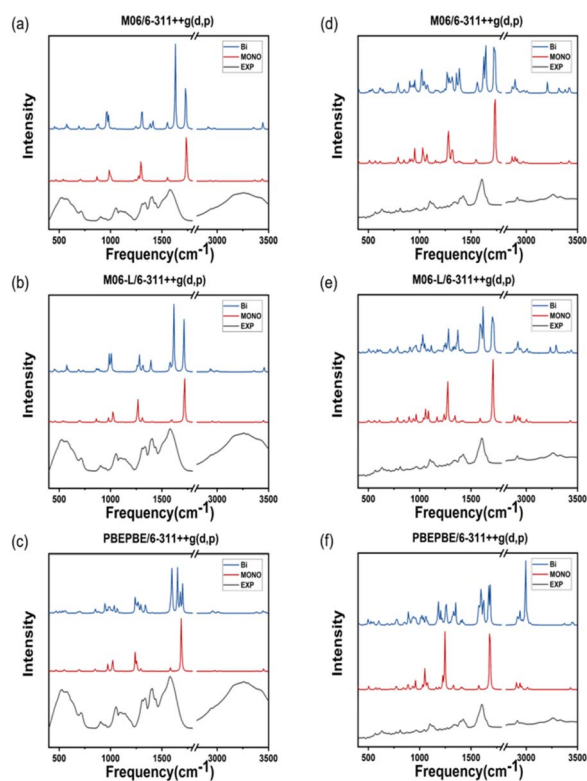 (a)
M06/6-311++g(d,p)
Bi
MONO
EXP
Intensity
500 1000 1500 3000 3500
Frequency(cm-1)
(d)
M06/6-311++g(d,p)
Bi
MONO
EXP
Intensity
500 1000 1500 3000 3500
Frequency(cm-1)
(b)
M06-L/6-311++g(d,p)
Bi
MONO
EXP
Intensity
500 1000 1500 3000 3500
Frequency(cm-1)
(e)
M06-L/6-311++g(d,p)
Bi
MONO
EXP
Intensity
500 1000 1500 3000 3500
Frequency(cm-1)
(c)
PBEPBE/6-311++g(d,p)
Bi
MONO
EXP
Intensity
500 1000 1500 3000 3500
Frequency(cm-1)
(f)
PBEPBE/6-311++g(d,p)
Bi
MONO
EXP
Intensity
500 1000 1500 3000 3500
Frequency(cm-1)